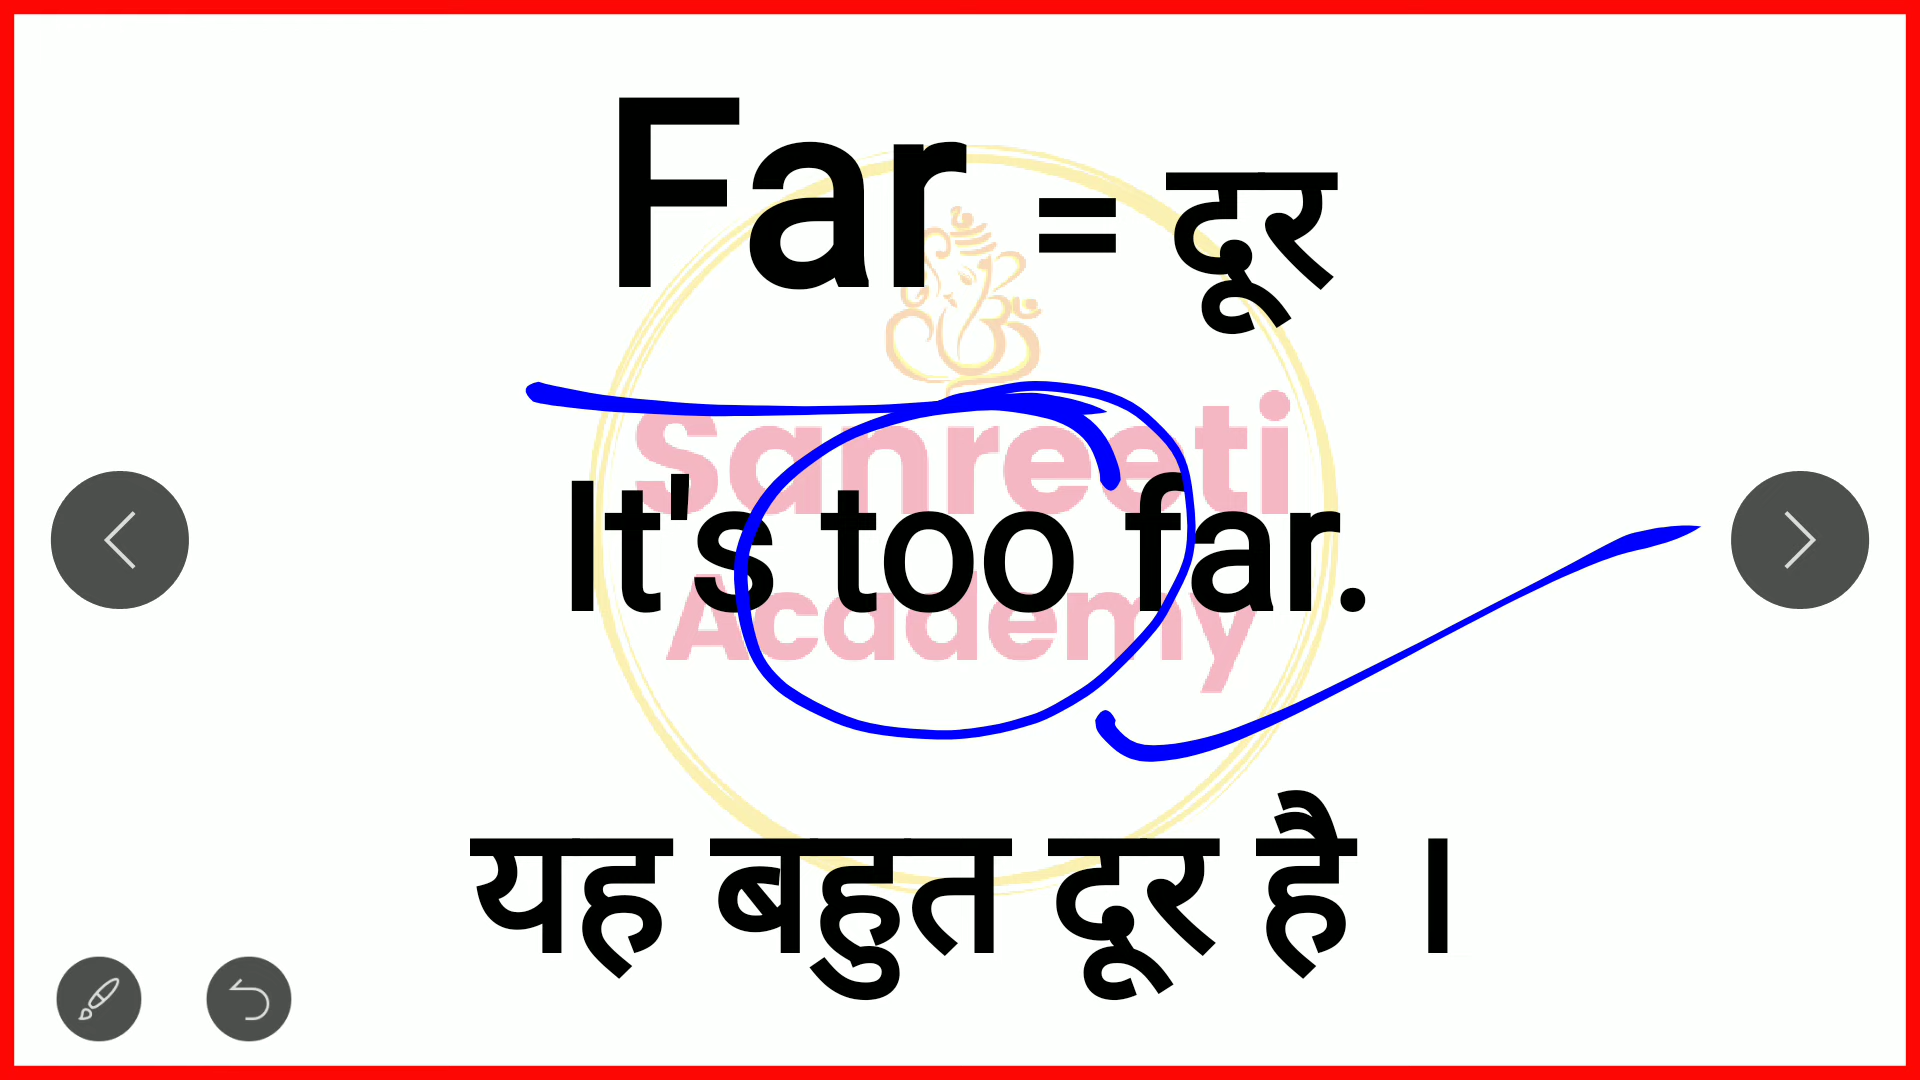 Far = दूर
Sanreeti
It's too far.
Academy
यह बहुत दूर है ।